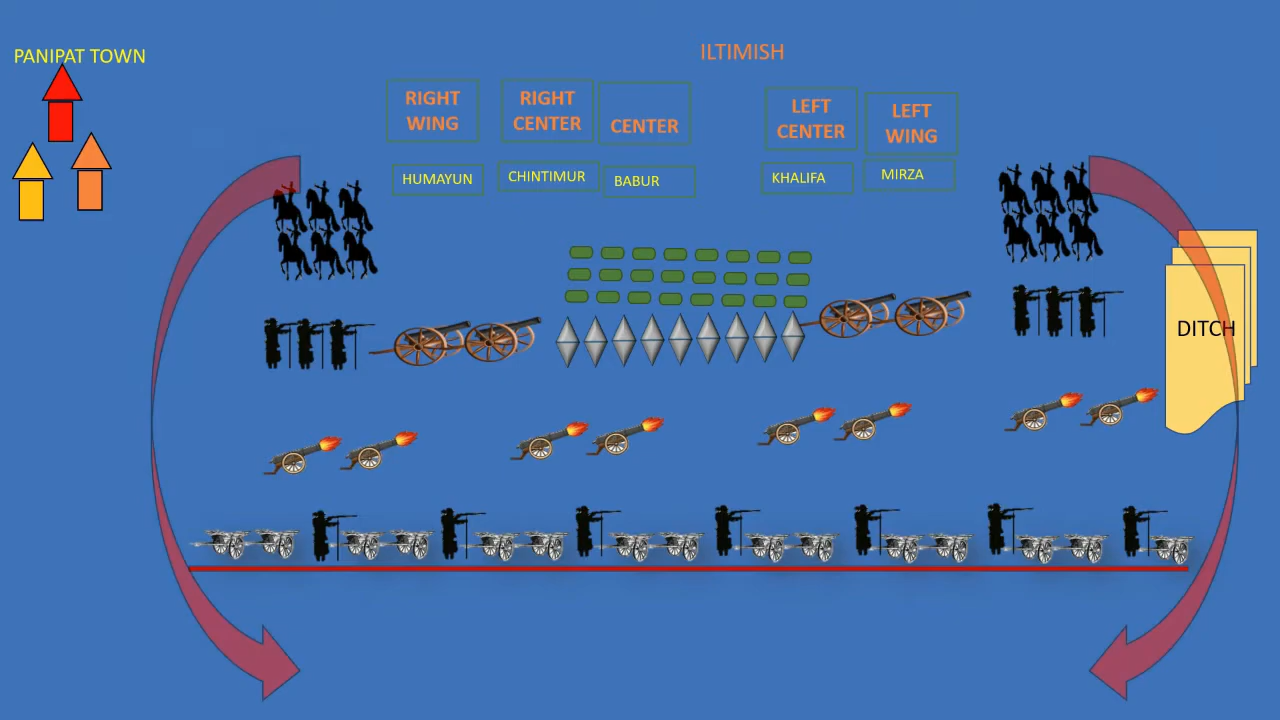 PANIPAT TOWN
ILTIMISH
RIGHT
WING
RIGHT
CENTER
CENTER
LEFT
CENTER
LEFT
WING
HUMAYUN
CHINTIMUR
BABUR
KHALIFA
MIRZA
DITCH